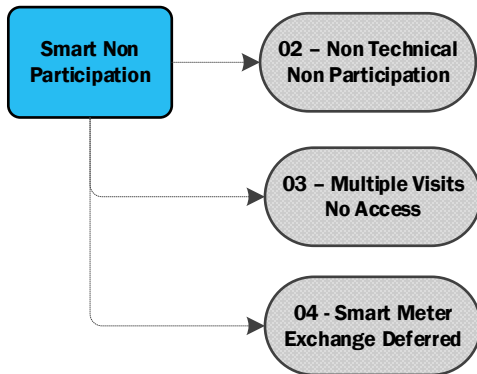 Smart Non
Participation
02 – Non Technical
Non Participation
03 – Multiple Visits
No Access
04 - Smart Meter
Exchange Deferred